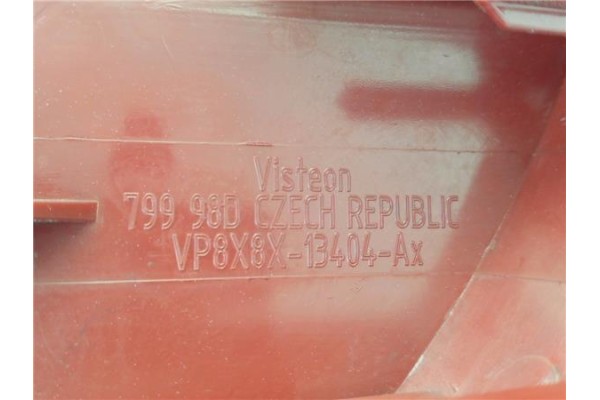 Visteon
799 98D CZECH REPUBLIC
VP8X8X-13404-Ax